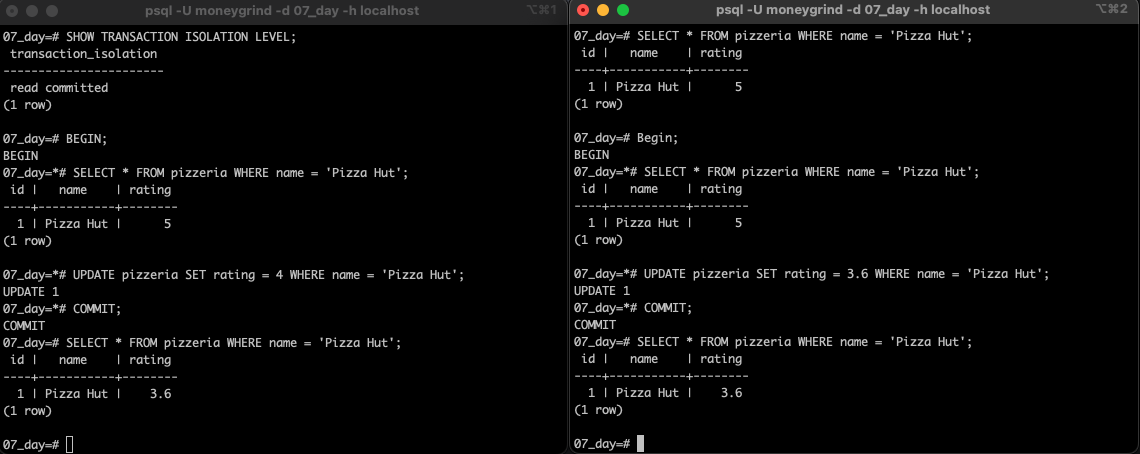 psql -U moneygrind -d 07_day -h localhost
⌥⌘1
07_day=# SHOW TRANSACTION ISOLATION LEVEL;
 transaction_isolation
-----------------------
 read committed
(1 row)

07_day=# BEGIN;
BEGIN
07_day=*# SELECT * FROM pizzeria WHERE name = 'Pizza Hut';
 id |   name    | rating
----+-----------+--------
  1 | Pizza Hut |      5
(1 row)

07_day=*# UPDATE pizzeria SET rating = 4 WHERE name = 'Pizza Hut';
UPDATE 1
07_day=*# COMMIT;
COMMIT
07_day=# SELECT * FROM pizzeria WHERE name = 'Pizza Hut';
 id |   name    | rating
----+-----------+--------
  1 | Pizza Hut |    3.6
(1 row)

07_day=#
psql -U moneygrind -d 07_day -h localhost
⌥⌘2
07_day=# SELECT * FROM pizzeria WHERE name = 'Pizza Hut';
 id |   name    | rating
----+-----------+--------
  1 | Pizza Hut |      5
(1 row)

07_day=# Begin;
BEGIN
07_day=*# SELECT * FROM pizzeria WHERE name = 'Pizza Hut';
 id |   name    | rating
----+-----------+--------
  1 | Pizza Hut |      5
(1 row)

07_day=*# UPDATE pizzeria SET rating = 3.6 WHERE name = 'Pizza Hut';
UPDATE 1
07_day=*# COMMIT;
COMMIT
07_day=# SELECT * FROM pizzeria WHERE name = 'Pizza Hut';
 id |   name    | rating
----+-----------+--------
  1 | Pizza Hut |    3.6
(1 row)

07_day=#